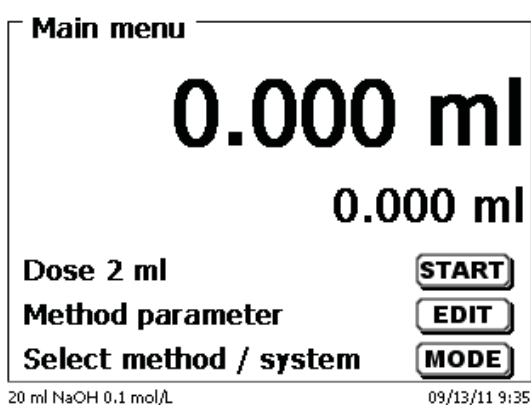 Main menu
0.000 ml
0.000 ml
Dose 2 ml START
Method parameter EDIT
Select method / system MODE
20 ml NaOH 0.1 mol/L 09/13/11 9:35